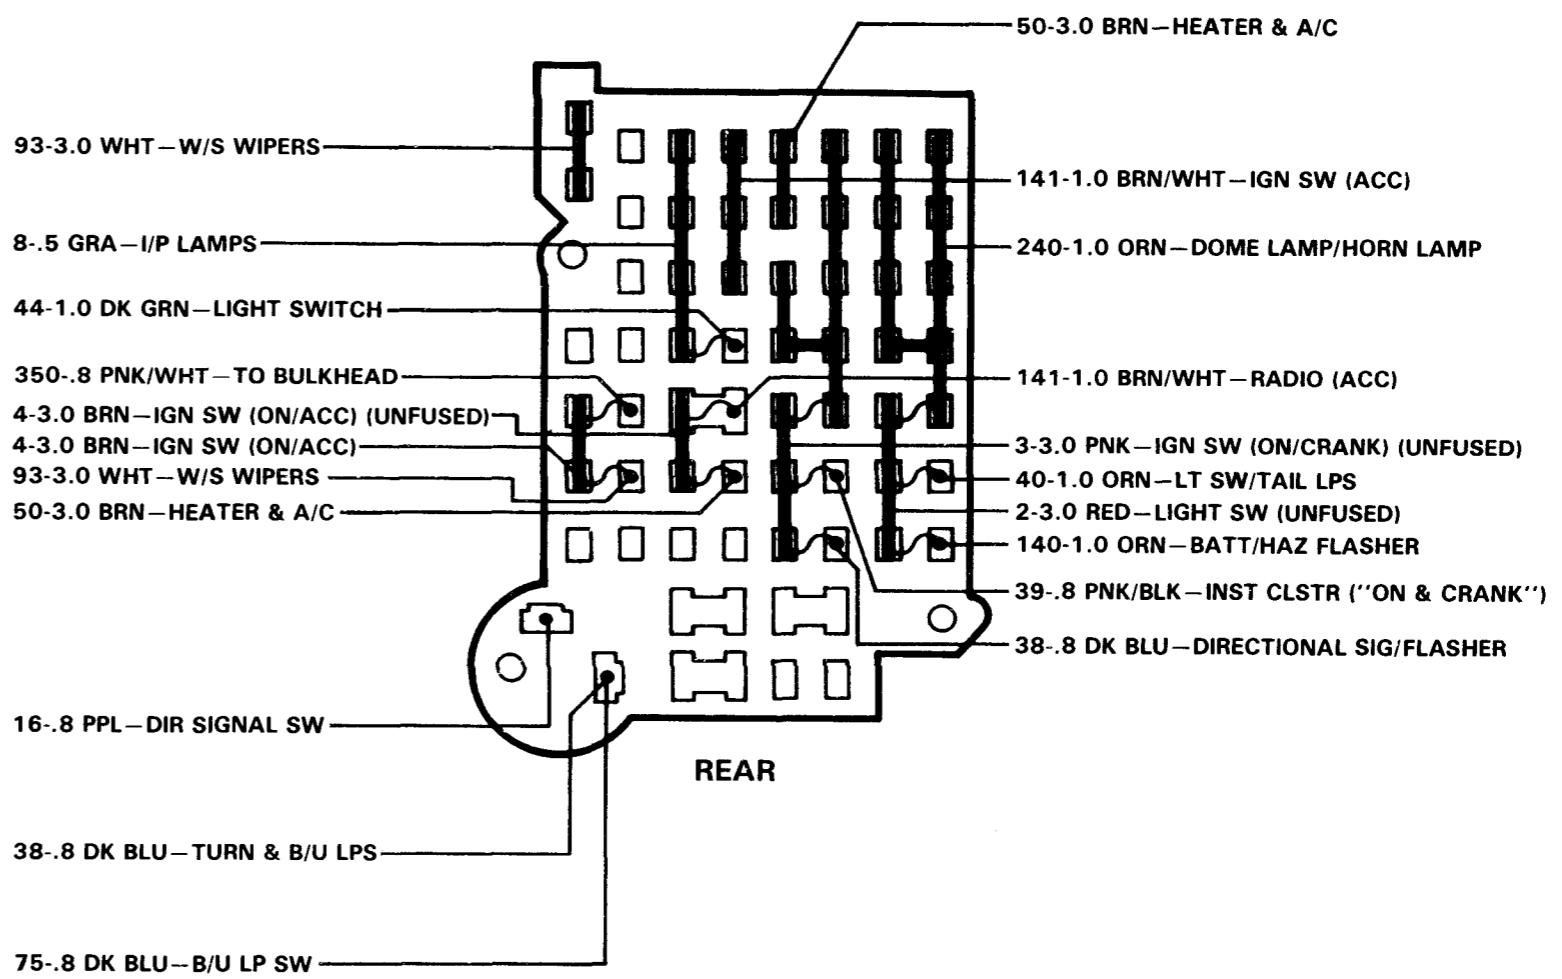 50-3.0 BRN—HEATER & A/C
93-3.0 WHT—W/S WIPERS
141-1.0 BRN/WHT—IGN SW (ACC)
8-.5 GRA—I/P LAMPS
240-1.0 ORN—DOME LAMP/HORN LAMP
44-1.0 DK GRN—LIGHT SWITCH
350-.8 PNK/WHT—TO BULKHEAD
141-1.0 BRN/WHT—RADIO (ACC)
4-3.0 BRN—IGN SW (ON/ACC) (UNFUSED)
4-3.0 BRN—IGN SW (ON/ACC)
3-3.0 PNK—IGN SW (ON/CRANK) (UNFUSED)
93-3.0 WHT—W/S WIPERS
40-1.0 ORN—LT SW/TAIL LPS
50-3.0 BRN—HEATER & A/C
2-3.0 RED—LIGHT SW (UNFUSED)
140-1.0 ORN—BATT/HAZ FLASHER
39-.8 PNK/BLK—INST CLSTR (''ON & CRANK'')
38-.8 DK BLU—DIRECTIONAL SIG/FLASHER
16-.8 PPL—DIR SIGNAL SW
REAR
38-.8 DK BLU—TURN & B/U LPS
75-.8 DK BLU—B/U LP SW